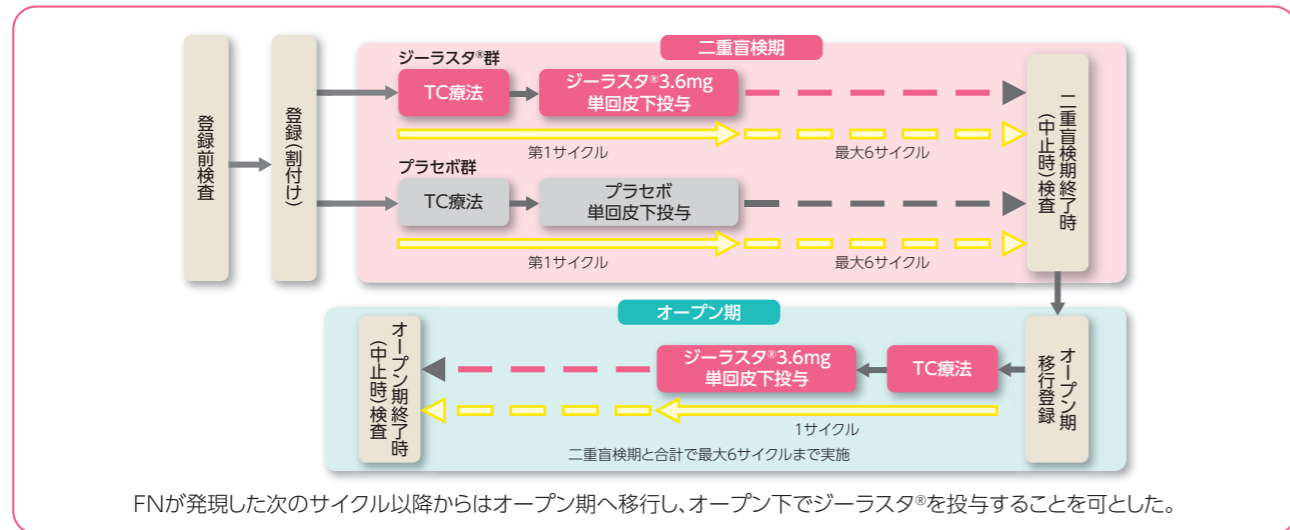 二重盲検期
登録前検査
登録(割付け)
ジーラスタ®群
TC療法
ジーラスタ®3.6mg
単回皮下投与
第1サイクル
最大6サイクル
プラセボ群
TC療法
プラセボ
単回皮下投与
第1サイクル
最大6サイクル
二重盲検期終了時
(中止時)検査
オープン期
オープン期
移行登録
TC療法
ジーラスタ®3.6mg
単回皮下投与
1サイクル
二重盲検期と合計で最大6サイクルまで実施
オープン期終了時
(中止時)検査
FNが発現した次のサイクル以降からはオープン期へ移行し、オープン下でジーラスタ®を投与することを可とした。